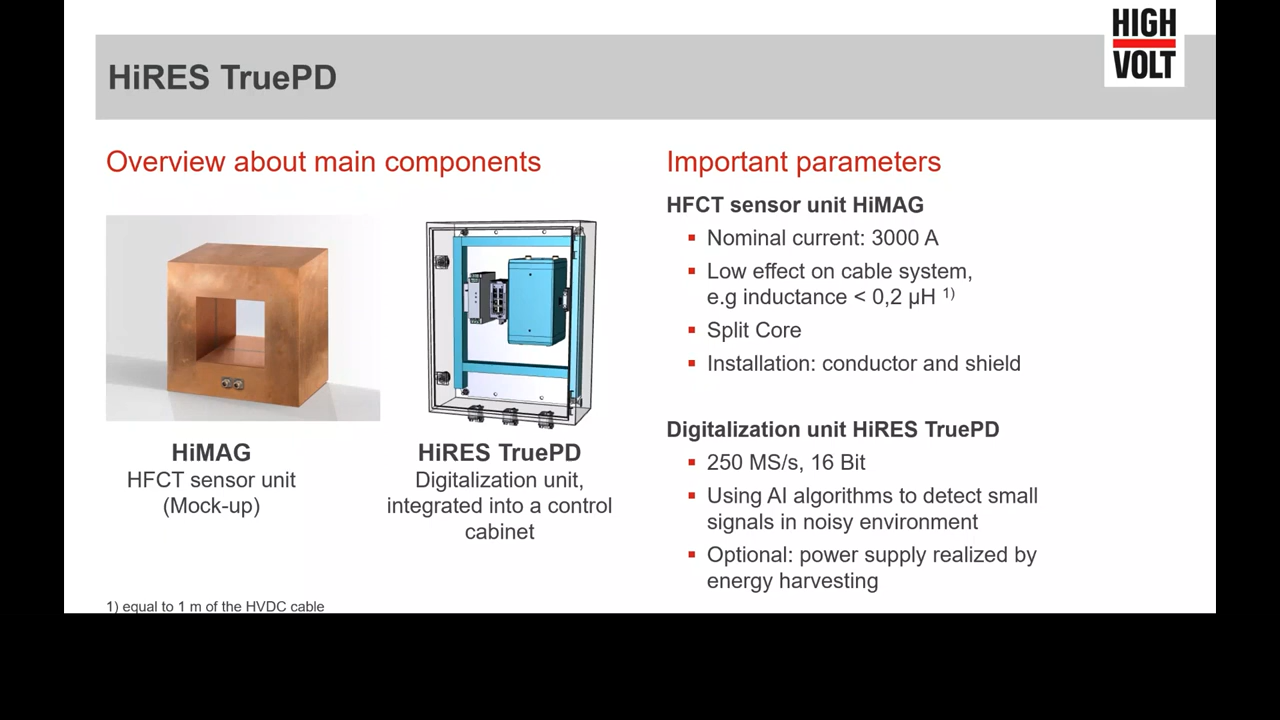 HIGH
VOLT
HiRES TruePD
Overview about main components
HiMAG
HFCT sensor unit
(Mock-up)
HiRES TruePD
Digitalization unit,
integrated into a control
cabinet
1) equal to 1 m of the HVDC cable
Important parameters
HFCT sensor unit HiMAG
▪ Nominal current: 3000 A
▪ Low effect on cable system,
e.g inductance < 0,2 µH 1)
▪ Split Core
▪ Installation: conductor and shield
Digitalization unit HiRES TruePD
▪ 250 MS/s, 16 Bit
▪ Using AI algorithms to detect small
signals in noisy environment
▪ Optional: power supply realized by
energy harvesting